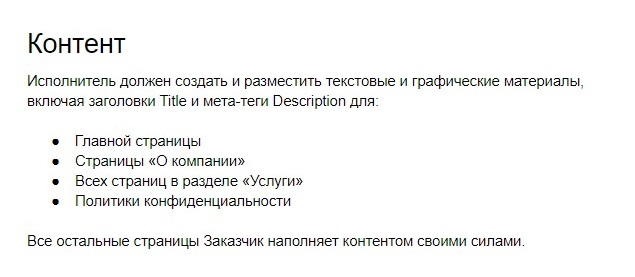 Контент
Исполнитель должен создать и разместить текстовые и графические материалы,
включая заголовки Title и мета-теги Description для:
● Главной страницы
● Страницы «О компании»
● Всех страниц в разделе «Услуги»
● Политики конфиденциальности
Все остальные страницы Заказчик наполняет контентом своими силами.